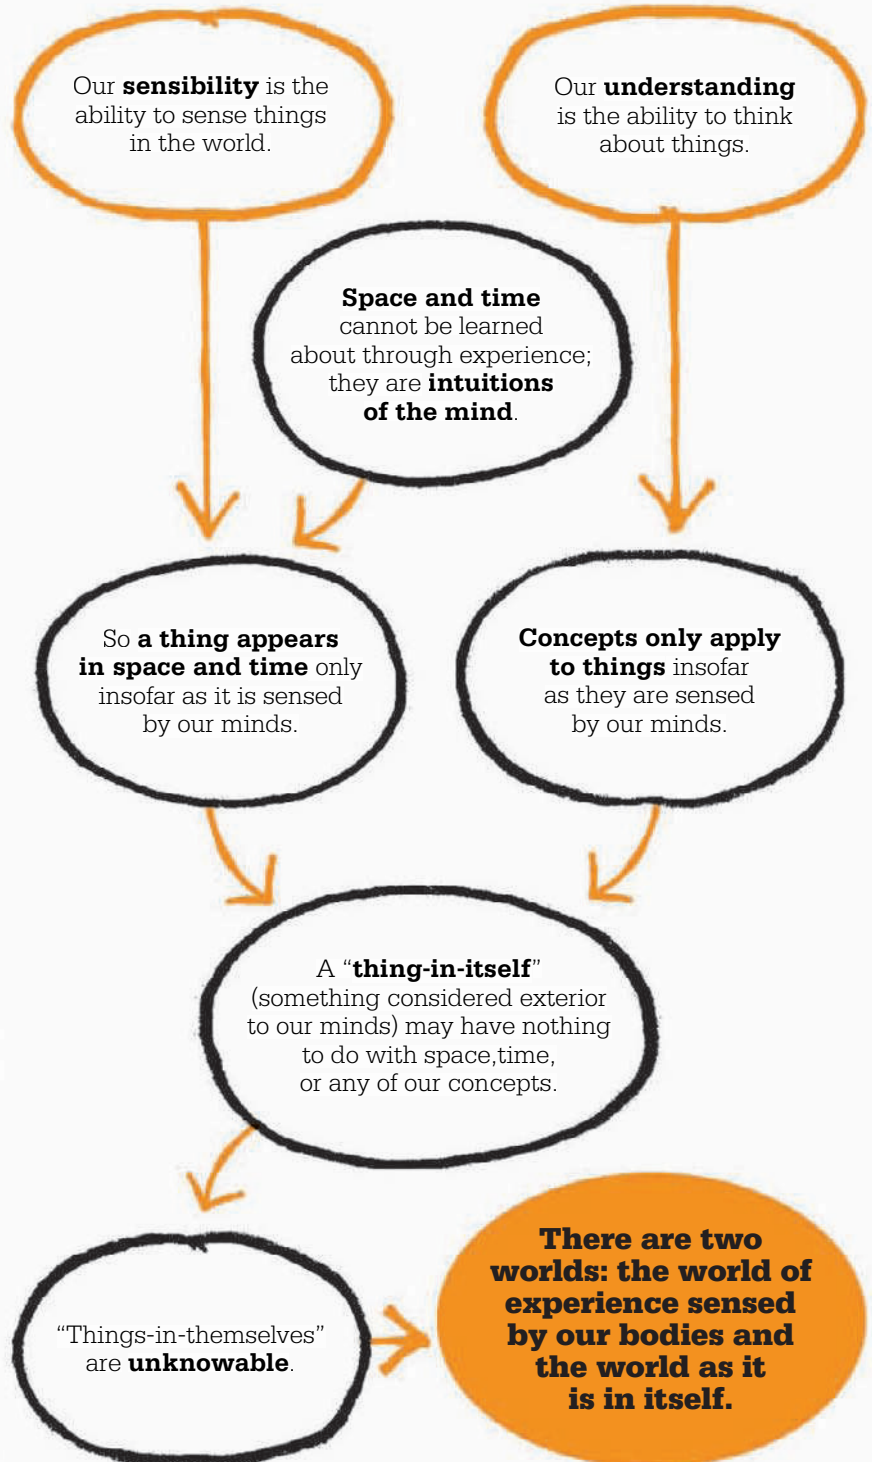 Our sensibility is the
ability to sense things
in the world.
Our understanding
is the ability to think
about things.
Space and time
cannot be learned
about through experience;
they are intuitions
of the mind.
So a thing appears
in space and time only
insofar as it is sensed
by our minds.
Concepts only apply
to things insofar
as they are sensed
by our minds.
A “thing-in-itself”
(something considered exterior
to our minds) may have nothing
to do with space,time,
or any of our concepts.
“Things-in-themselves”
are unknowable.
There are two
worlds: the world of
experience sensed
by our bodies and
the world as it
is in itself.